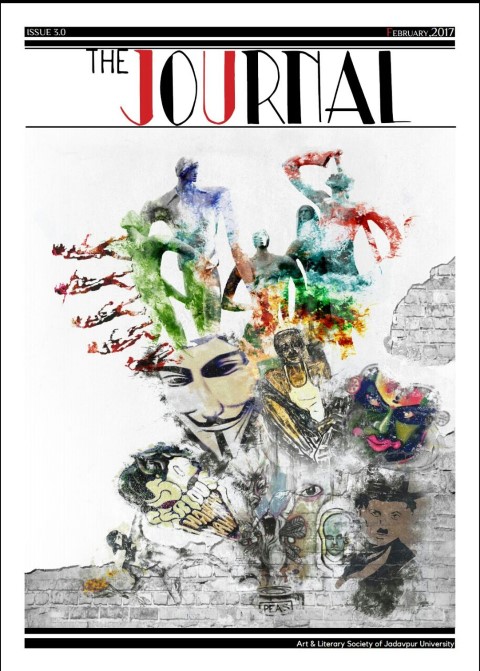 ISSUE 3.0
FEBRUARY,2017
THE JOURNAL
PEAS
Art & Literary Society of Jadavpur University